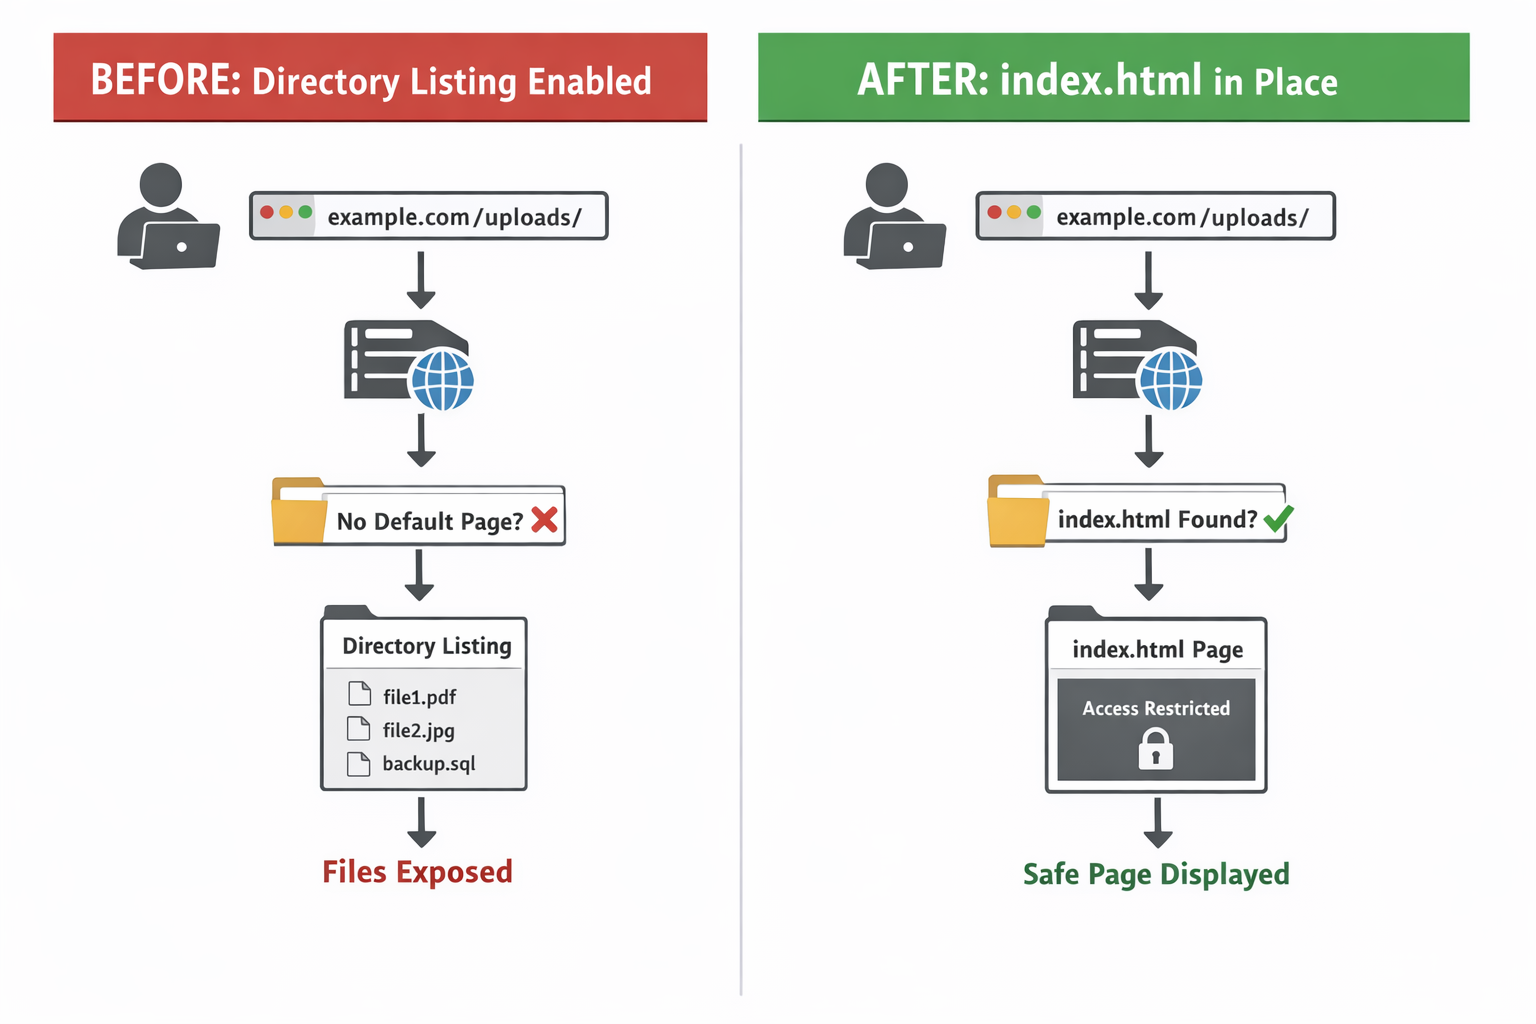 BEFORE: Directory Listing Enabled
example.com/uploads/
No Default Page?
Directory Listing
file1.pdf
file2.jpg
backup.sql
Files Exposed
AFTER: index.html in Place
example.com/uploads/
index.html Found?
index.html Page
Access Restricted
Safe Page Displayed